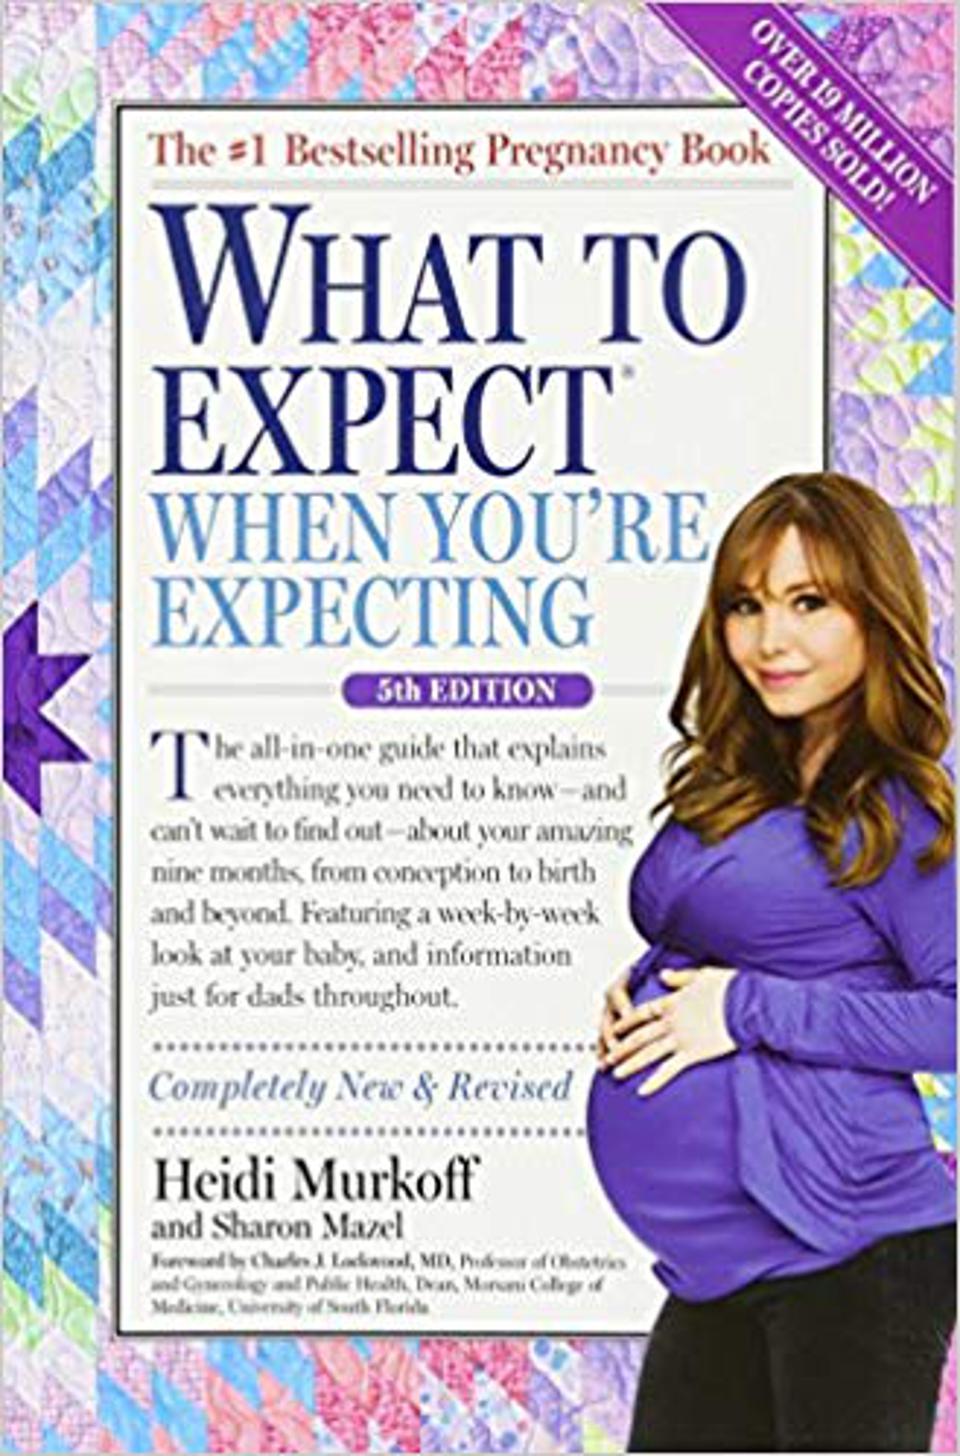 OVER 19 MILLION
COPIES SOLD!
The #1 Bestselling Pregnancy Book
WHAT TO
EXPECT®
WHEN YOU'RE
EXPECTING
5th EDITION
The all-in-one guide that explains
everything you need to know—and
can't wait to find out—about your amazing
nine months, from conception to birth
and beyond. Featuring a week-by-week
look at your baby, and information
just for dads throughout.
Completely New & Revised
Heidi Murkoff
and Sharon Mazel
Foreword by Charles J. Lockwood, MD, Professor of Obstetrics
and Gynecology and Public Health, Dean, Morsani College of
Medicine, University of South Florida